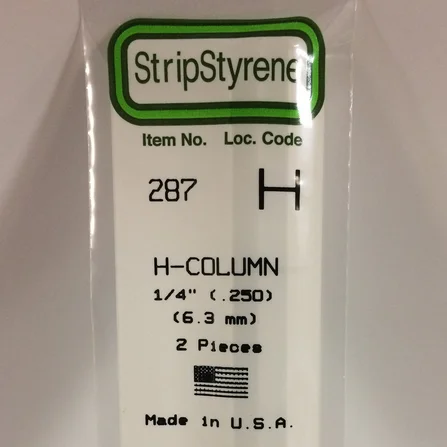 StripStyrene
Item No. Loc. Code
287 H
H-COLUMN
1/4" (.250)
(6.3 mm)
2 Pieces
Made in U.S.A.